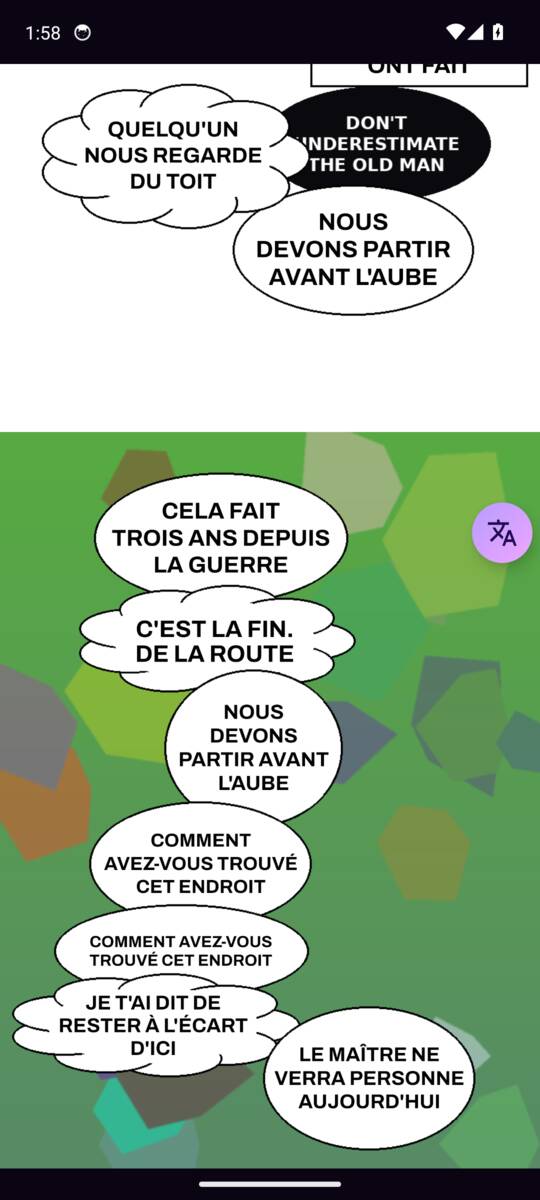 1:58
ONT FAIT
QUELQU'UN
NOUS REGARDE
DU TOIT
DON'T
UNDERESTIMATE
THE OLD MAN
NOUS
DEVONS PARTIR
AVANT L'AUBE
CELA FAIT
TROIS ANS DEPUIS
LA GUERRE
C'EST LA FIN.
DE LA ROUTE
NOUS
DEVONS
PARTIR AVANT
L'AUBE
COMMENT
AVEZ-VOUS TROUVÉ
CET ENDROIT
COMMENT AVEZ-VOUS
TROUVÉ CET ENDROIT
JE T'AI DIT DE
RESTER À L'ÉCART
D'ICI
LE MAÎTRE NE
VERRA PERSONNE
AUJOURD'HUI